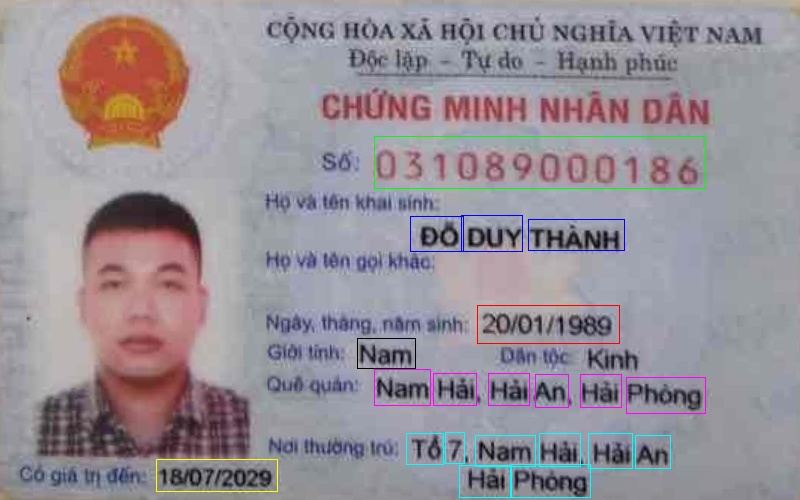 CỘNG HÒA XÃ HỘI CHỦ NGHĨA VIỆT NAM
Độc lập - Tự do - Hạnh phúc
CHỨNG MINH NHÂN DÂN
Số: 031089000186
Họ và tên khai sinh:
ĐỖ DUY THÀNH
Họ và tên gọi khác:
Ngày, tháng, năm sinh: 20/01/1989
Giới tính: Nam Dân tộc: Kinh
Quê quán: Nam Hải, Hải An, Hải Phòng
Nơi thường trú: Tổ 7, Nam Hải, Hải An
Hải Phòng
Có giá trị đến: 18/07/2029